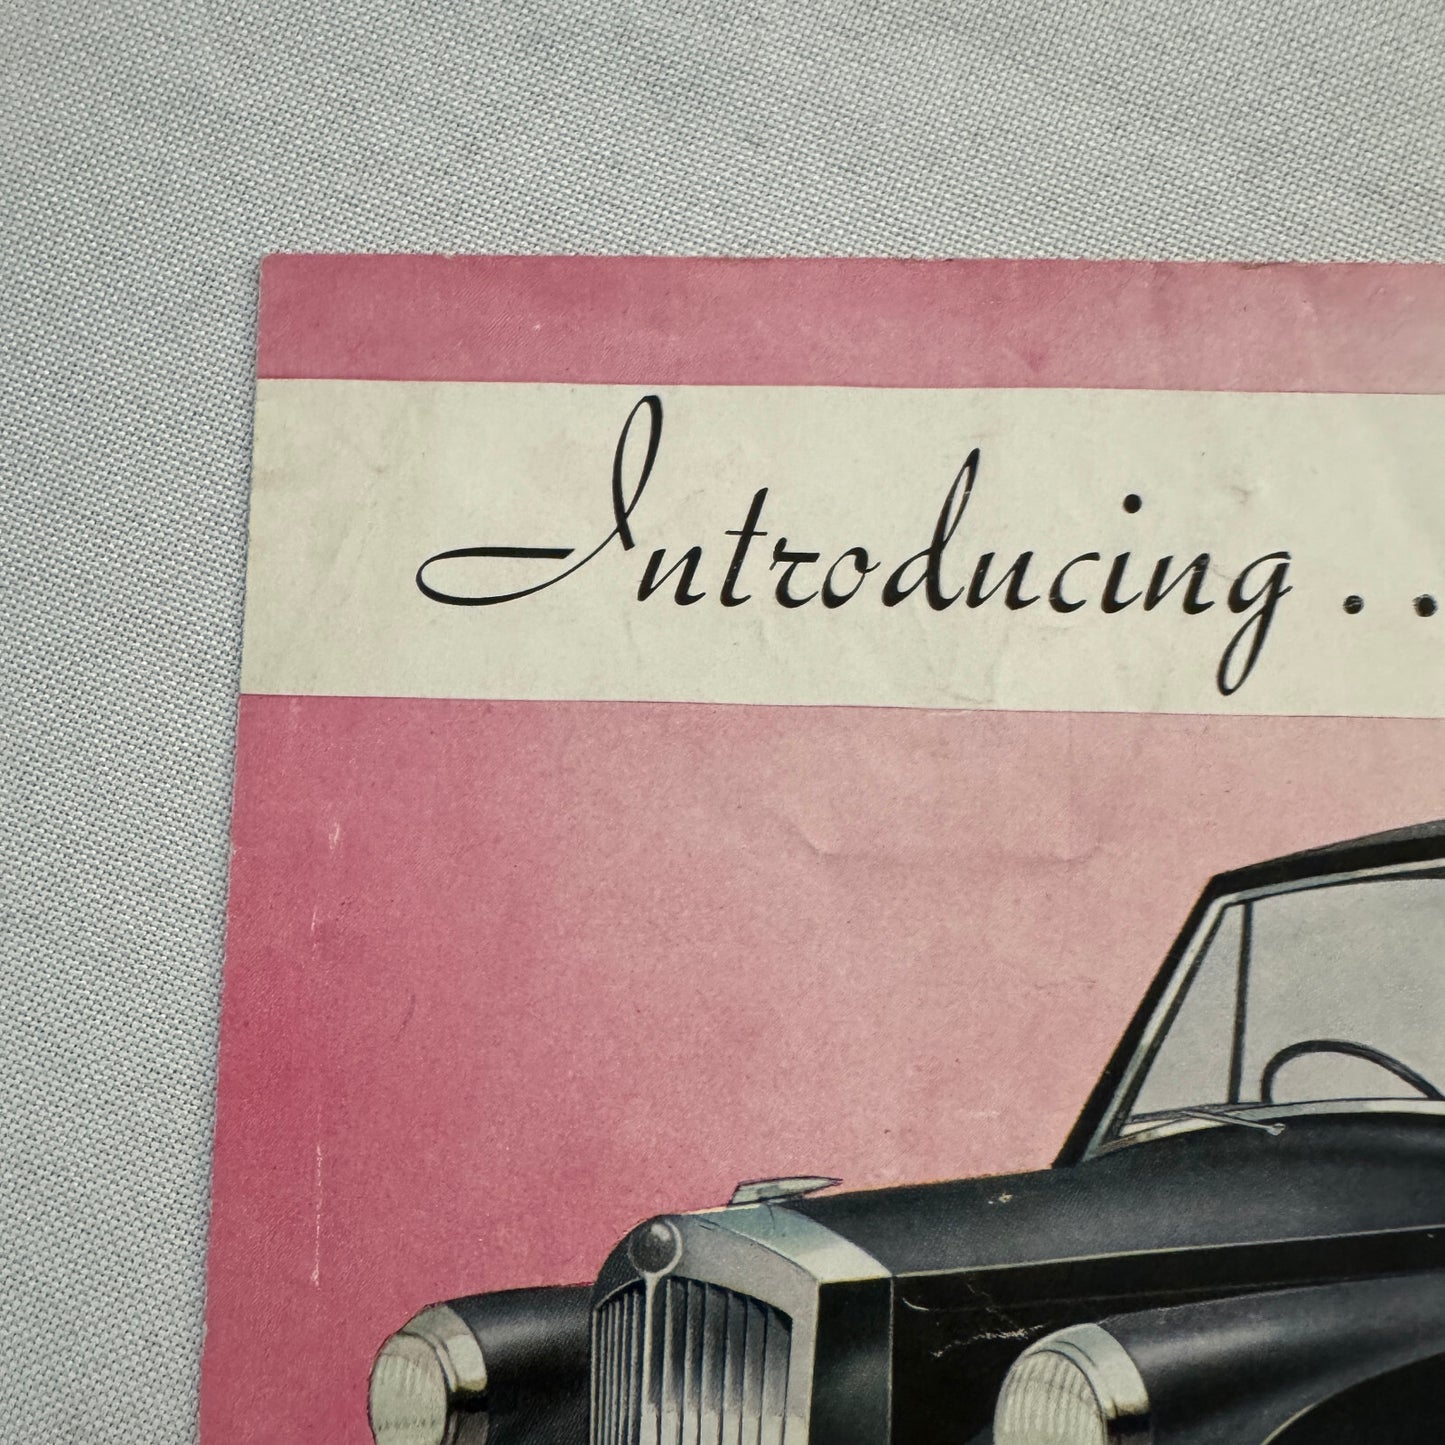 Introducing . .